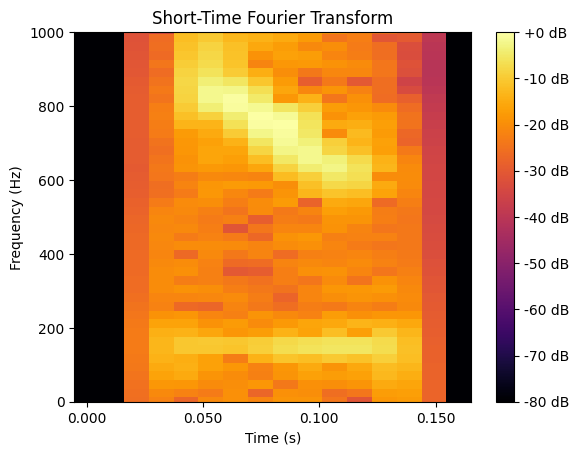 Short-Time Fourier Transform
1000
800
600
400
200
0
Frequency (Hz)
0.000
0.050
0.100
0.150
Time (s)
+0 dB
-10 dB
-20 dB
-30 dB
-40 dB
-50 dB
-60 dB
-70 dB
-80 dB